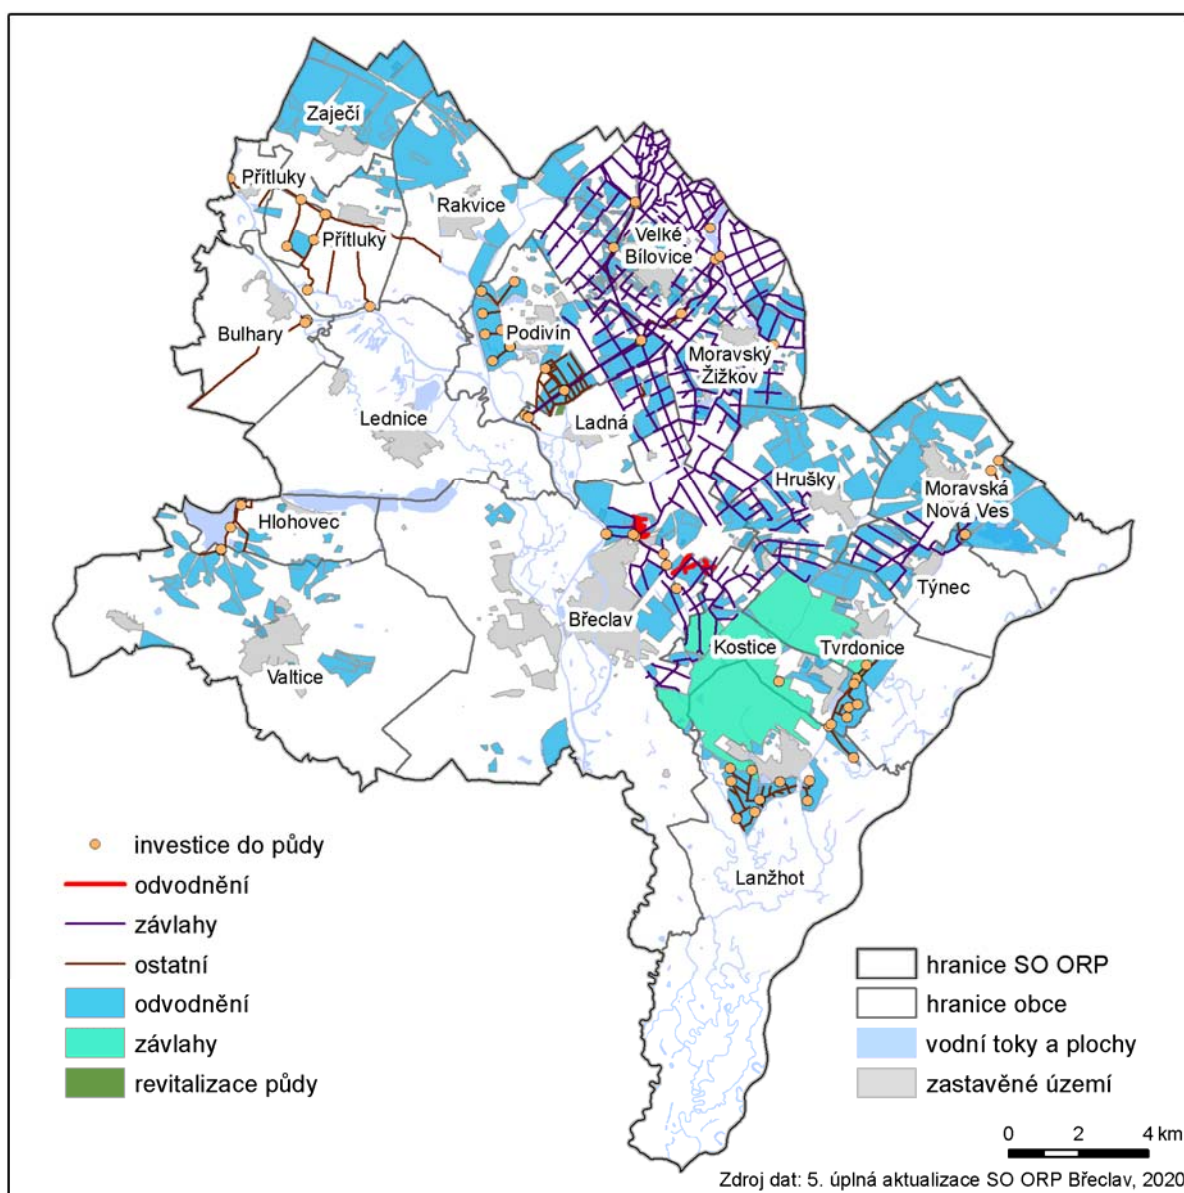 Zaječí
Přítluky
Rakvice
Přítluky
Velké
Bílovice
Bulhary
Podivín
Moravský
Žižkov
Lednice
Ladná
Hrušky
Moravská
Nová Ves
Hlohovec
Týnec
Břeclav
Kostice
Tvrdonice
Valtice
Lanžhot
investice do půdy
odvodnění
závlahy
ostatní
odvodnění
závlahy
revitalizace půdy
hranice SO ORP
hranice obce
vodní toky a plochy
zastavěné území
0 2 4 km
Zdroj dat: 5. úplná aktualizace SO ORP Břeclav, 2020